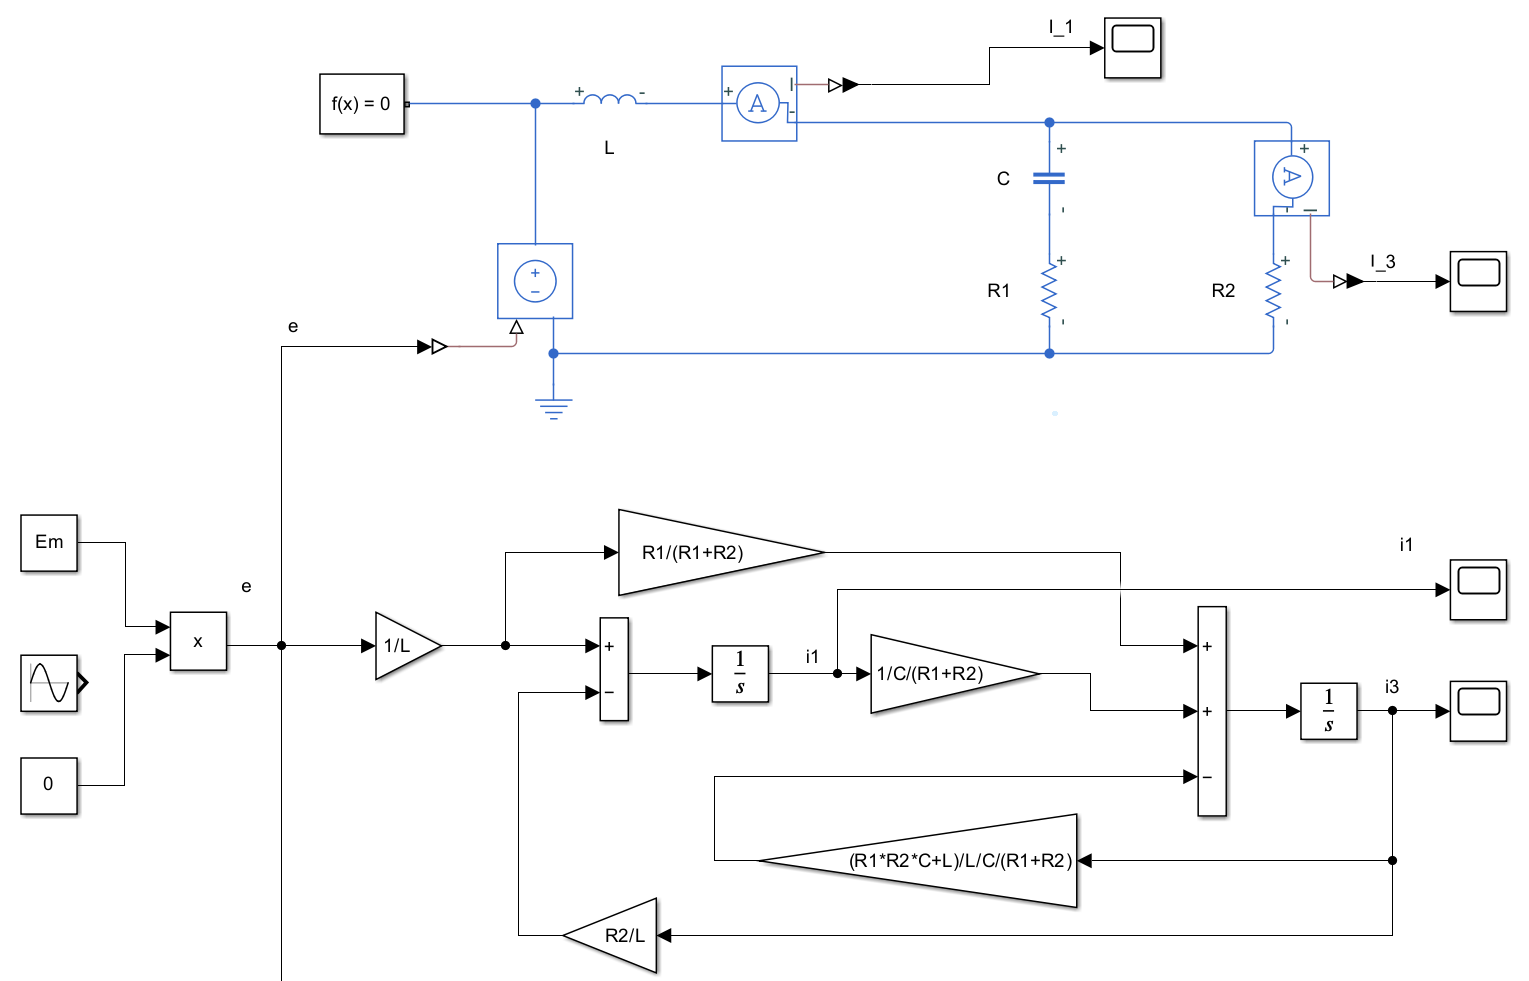 I_1
f(x) = 0
+
-
+
A
I
-
L
+
C
-
+
A
-
I
+
R1
-
+
R2
-
I_3
+
−
e
Em
e
x
0
1/L
R1/(R1+R2)
i1
+
−
1
s
i1
1/C/(R1+R2)
+
+
−
1
s
i3
(R1*R2*C+L)/L/C/(R1+R2)
R2/L